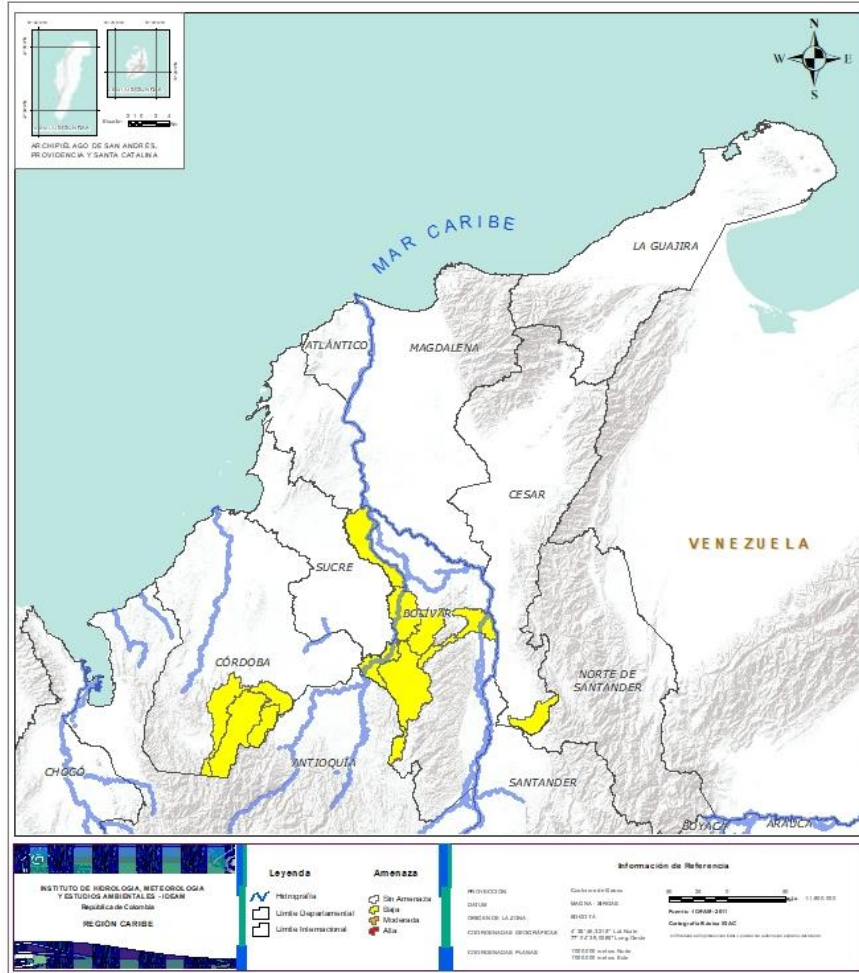 ARCHIPIÉLAGO DE SAN ANDRÉS,
PROVIDENCIA Y SANTA CATALINA
N
W
E
S
MAR CARIBE
LA GUAJIRA
ATLÁNTICO
MAGDALENA
CESAR
VENEZUELA
SUCRE
BOLÍVAR
CÓRDOBA
NORTE DE
SANTANDER
ANTIOQUÍA
CHOCÓ
SANTANDER
BOYACÁ
ARAUCA
INSTITUTO DE HIDROLOGIA, METEOROLOGIA
Y ESTUDIOS AMBIENTALES - IDEAM
República de Colombia
REGIÓN CARIBE
Leyenda
Hidrografía
Límite Departamental
Límite Internacional
Amenaza
Sin Amenaza
Baja
Moderada
Alta
Información de Referencia
PROYECCIÓN
DATUM
ORIGEN DE LA ZONA
BOGOTÁ
COORDENADAS GEOGRÁFICAS
COORDENADAS PLANAS